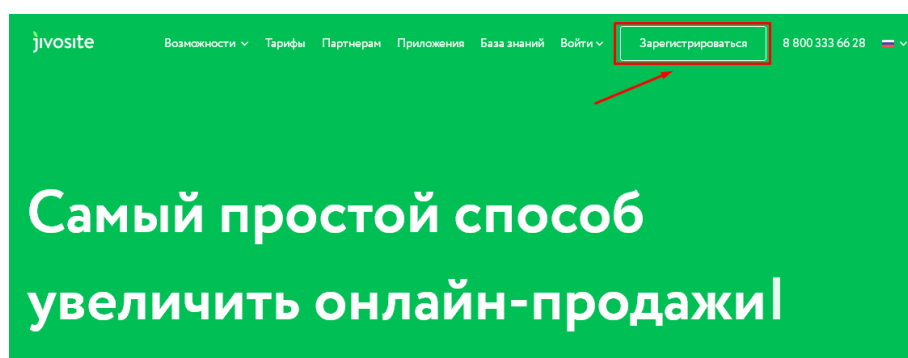 jivosite Возможности Тарифы Партнерам Приложения База знаний Войти Зарегистрироваться 8 800 333 66 28
Самый простой способ
увеличить онлайн-продажи